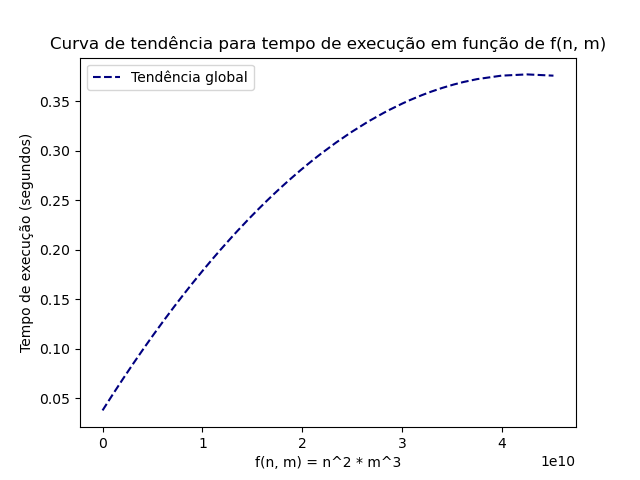 Curva de tendência para tempo de execução em função de f(n, m)
Tendência global
Tempo de execução (segundos)
0.35
0.30
0.25
0.20
0.15
0.10
0.05
0 1 2 3 4
1e10
f(n, m) = n^2 * m^3